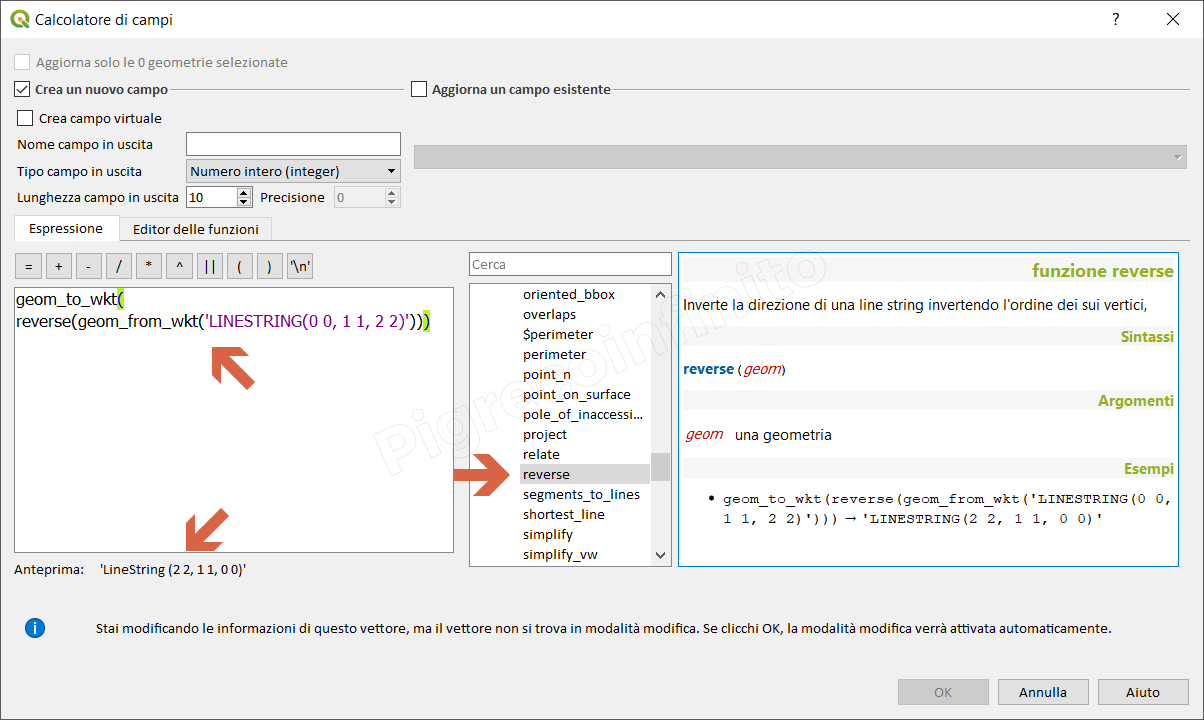 Calcolatore di campi
?
Aggiorna solo le 0 geometrie selezionate
Crea un nuovo campo
Aggiorna un campo esistente
Crea campo virtuale
Nome campo in uscita
Tipo campo in uscita
Numero intero (integer)
Lunghezza campo in uscita
10
Precisione
0
Espressione
Editor delle funzioni
= + - / * ^ || ( ) '\n'
geom_to_wkt(
reverse(geom_from_wkt('LINESTRING(0 0, 1 1, 2 2)')))
Anteprima: 'LineString (2 2, 1 1, 0 0)'
Cerca
oriented_bbox
overlaps
$perimeter
perimeter
point_n
point_on_surface
pole_of_inaccessi...
project
relate
reverse
segments_to_lines
shortest_line
simplify
simplify_vw
funzione reverse
Inverte la direzione di una line string invertendo l'ordine dei sui vertici,
Sintassi
reverse (geom)
Argomenti
geom una geometria
Esempi
• geom_to_wkt(reverse(geom_from_wkt('LINESTRING(0 0,
1 1, 2 2)'))) → 'LINESTRING(2 2, 1 1, 0 0)'
Pigrecoinfinito
i
Stai modificando le informazioni di questo vettore, ma il vettore non si trova in modalità modifica. Se clicchi OK, la modalità modifica verrà attivata automaticamente.
OK
Annulla
Aiuto